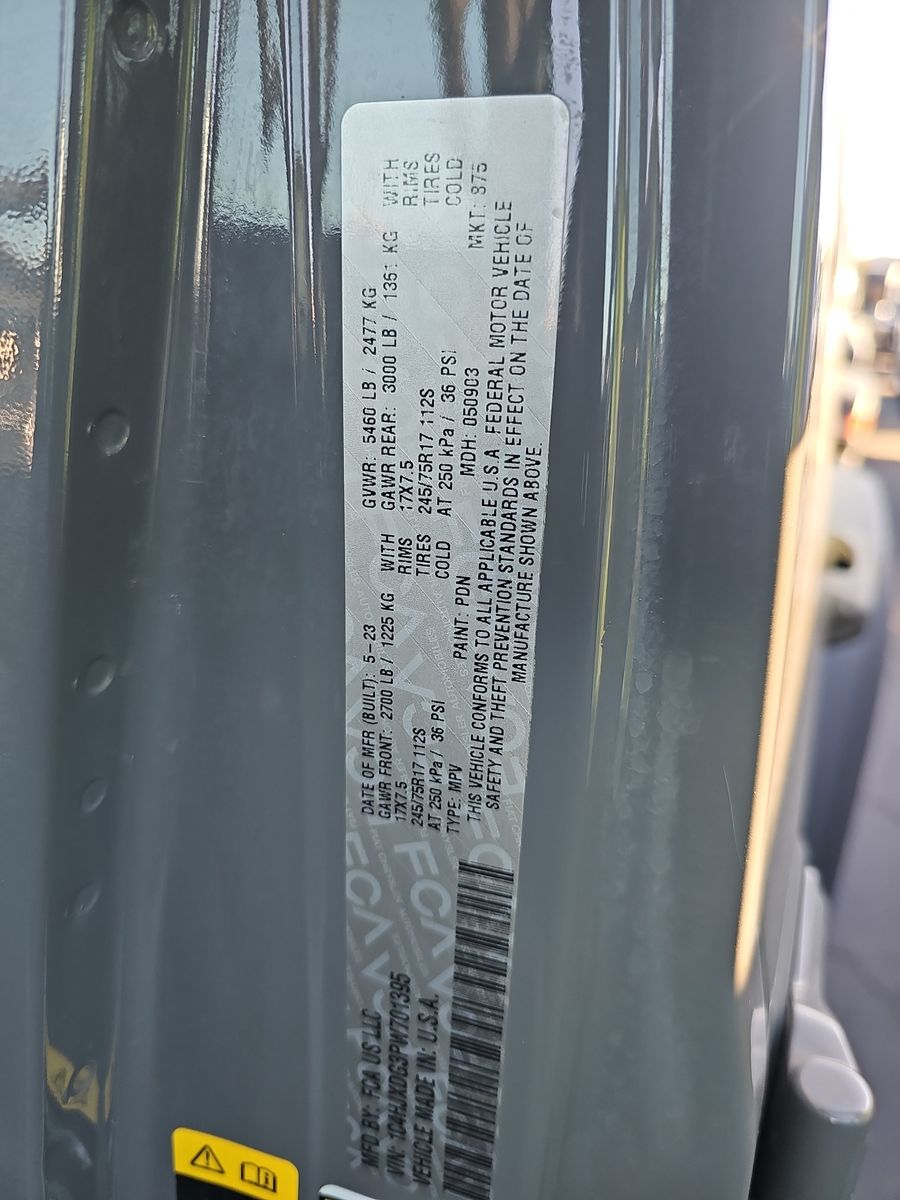 MFD BY: FCA US LLC
VIN: 1C4HJXDG3PW701395
VEHICLE MADE IN: U.S.A.
DATE OF MFR (BUILT): 5-23 GVWR: 5460 LB / 2477 KG
GAWR FRONT: 2700 LB / 1225 KG WITH GAWR REAR: 3000 LB / 1361 KG WITH
17X7.5 RIMS 17X7.5 RIMS
245/75R17 112S TIRES 245/75R17 112S TIRES
AT 250 kPa / 36 PSI COLD AT 250 kPa / 36 PSI COLD
TYPE: MPV PAINT: PDN MDH: 050903 MKT:
THIS VEHICLE CONFORMS TO ALL APPLICABLE U.S.A. FEDERAL MOTOR VEHICLE
SAFETY AND THEFT PREVENTION STANDARDS IN EFFECT ON THE DATE OF
MANUFACTURE SHOWN ABOVE.